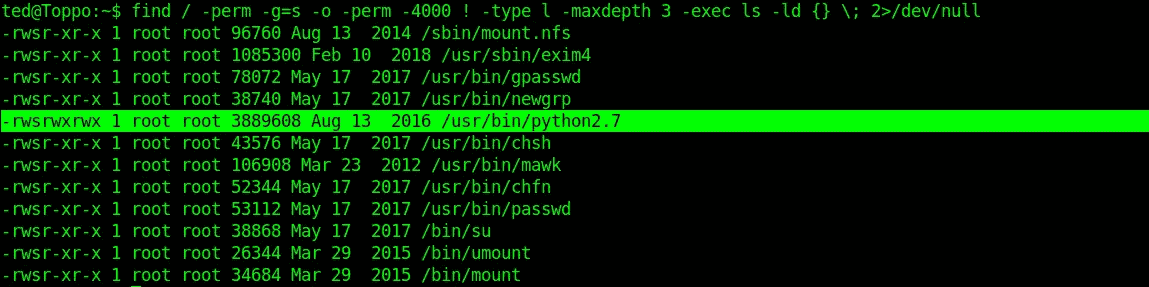 ted@Toppo:~$ find / -perm -g=s -o -perm -4000 ! -type l -maxdepth 3 -exec ls -ld {} \; 2>/dev/null
-rwsr-xr-x 1 root root 96760 Aug 13  2014 /sbin/mount.nfs
-rwsr-xr-x 1 root root 1085300 Feb 10  2018 /usr/sbin/exim4
-rwsr-xr-x 1 root root 78072 May 17  2017 /usr/bin/gpasswd
-rwsr-xr-x 1 root root 38740 May 17  2017 /usr/bin/newgrp
-rwsrwxrwx 1 root root 3889608 Aug 13  2016 /usr/bin/python2.7
-rwsr-xr-x 1 root root 43576 May 17  2017 /usr/bin/chsh
-rwsr-xr-x 1 root root 106908 Mar 23  2012 /usr/bin/mawk
-rwsr-xr-x 1 root root 52344 May 17  2017 /usr/bin/chfn
-rwsr-xr-x 1 root root 53112 May 17  2017 /usr/bin/passwd
-rwsr-xr-x 1 root root 38868 May 17  2017 /bin/su
-rwsr-xr-x 1 root root 26344 Mar 29  2015 /bin/umount
-rwsr-xr-x 1 root root 34684 Mar 29  2015 /bin/mount